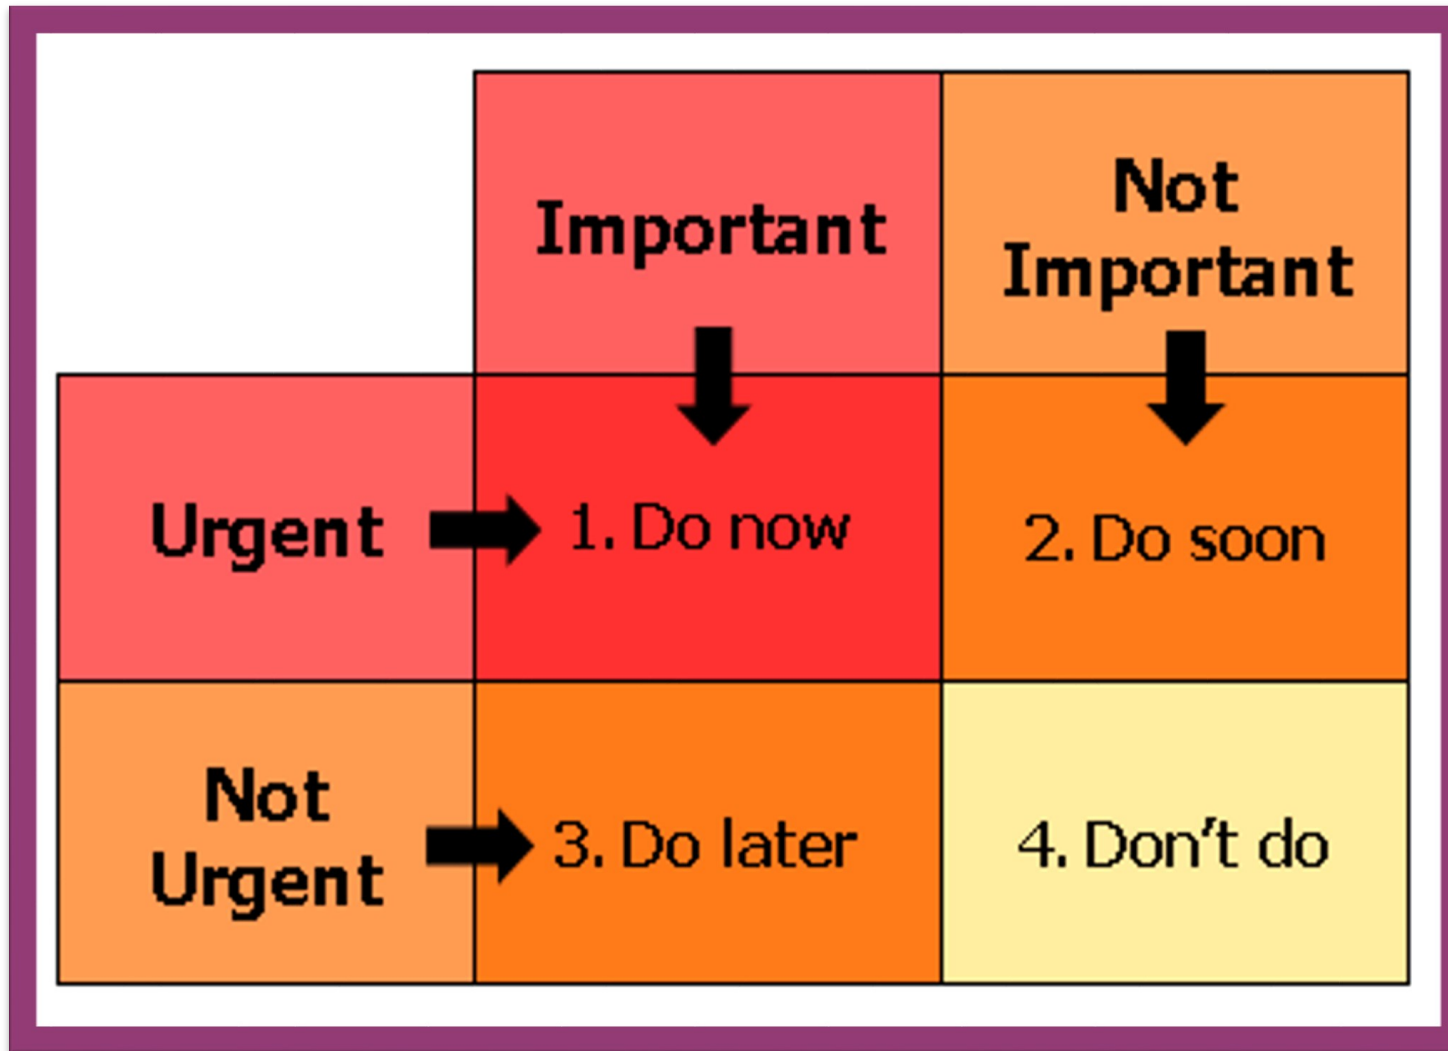 Important
Not
Important
Urgent
1. Do now
2. Do soon
Not
Urgent
3. Do later
4. Don't do